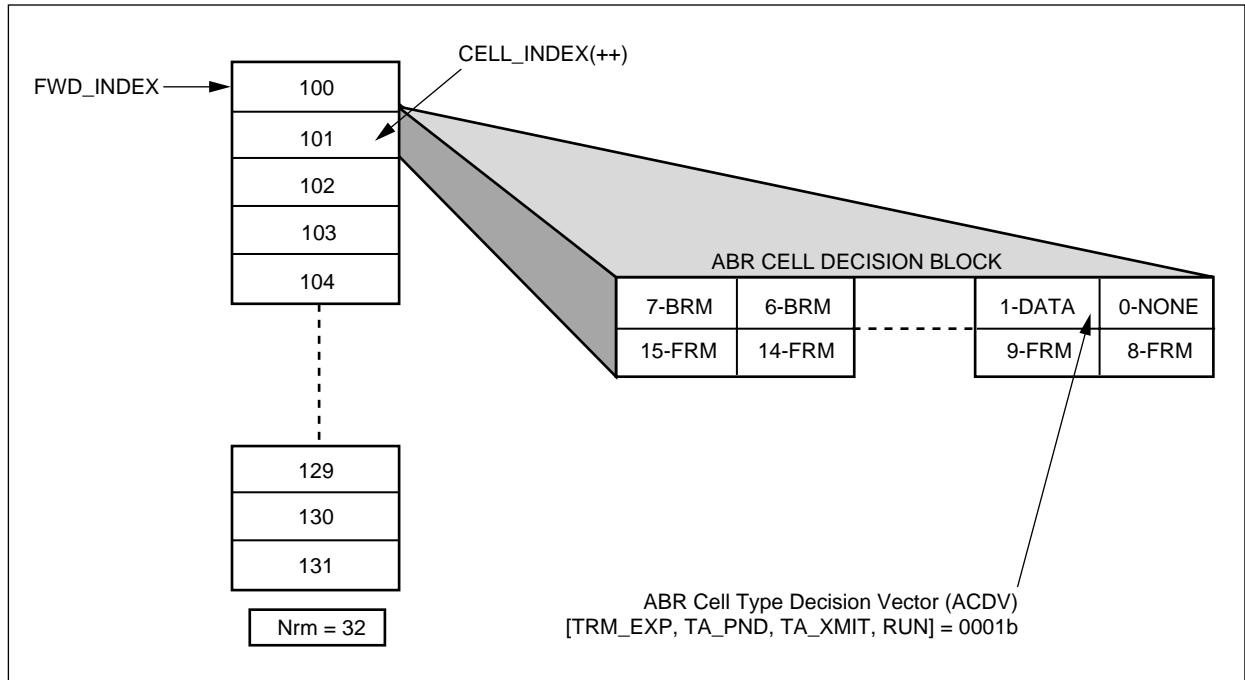 CELL_INDEX(++)
FWD_INDEX
100
101
102
103
104
ABR CELL DECISION BLOCK
7-BRM 6-BRM 1-DATA 0-NONE
15-FRM 14-FRM 9-FRM 8-FRM
129
130
131
Nrm = 32
ABR Cell Type Decision Vector (ACDV)
[TRM_EXP, TA_PND, TA_XMIT, RUN] = 0001b